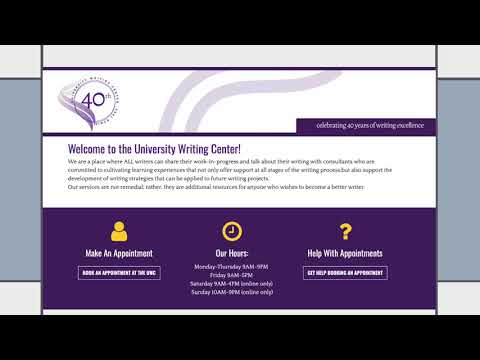 UNIVERSITY WRITING CENTER
40th
celebrating 40 years of writing excellence
Welcome to the University Writing Center!
We are a place where ALL writers can share their work-in-progress and talk about their writing with consultants who are
committed to cultivating learning experiences that not only offer support at all stages of the writing process,but also support the
development of writing strategies that can be applied to future writing projects.
Our services are not remedial; rather, they are additional resources for anyone who wishes to become a better writer.
Make An Appointment
BOOK AN APPOINTMENT AT THE UWC
Our Hours:
Monday-Thursday 9AM-9PM
Friday 9AM-5PM
Saturday 9AM-4PM (online only)
Sunday 10AM-9PM (online only)
?
Help With Appointments
GET HELP BOOKING AN APPOINTMENT